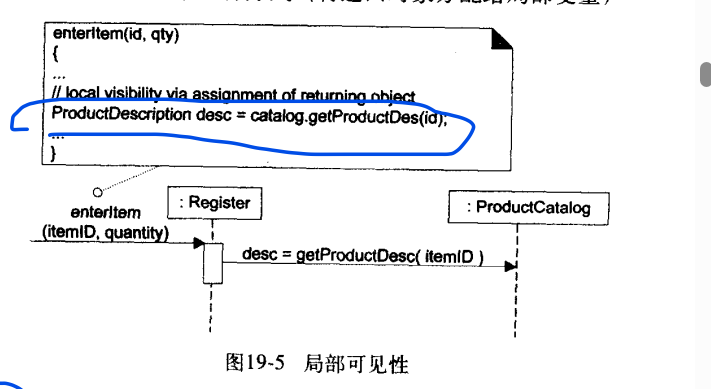 enterItem(id, qty)
{
...
// local visibility via assignment of returning object
ProductDescription desc = catalog.getProductDes(id);
...
}
enterItem
(itemID, quantity)
: Register
: ProductCatalog
desc = getProductDesc( itemID )
图19-5 局部可见性